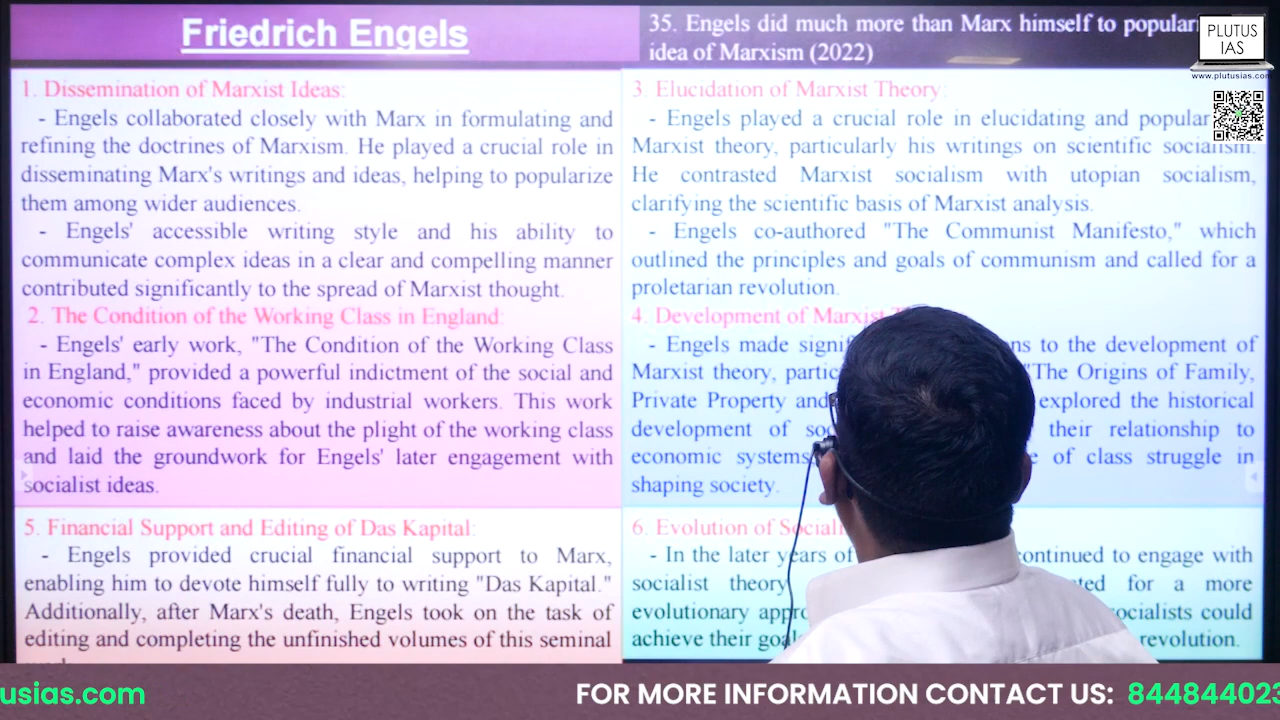 Friedrich Engels
35. Engels did much more than Marx himself to popular
idea of Marxism (2022)
PLUTUS
IAS
www.plutusias.com
1. Dissemination of Marxist Ideas:
- Engels collaborated closely with Marx in formulating and
refining the doctrines of Marxism. He played a crucial role in
disseminating Marx's writings and ideas, helping to popularize
them among wider audiences.
- Engels' accessible writing style and his ability to
communicate complex ideas in a clear and compelling manner
contributed significantly to the spread of Marxist thought.
2. The Condition of the Working Class in England:
- Engels' early work, "The Condition of the Working Class
in England," provided a powerful indictment of the social and
economic conditions faced by industrial workers. This work
helped to raise awareness about the plight of the working class
and laid the groundwork for Engels' later engagement with
socialist ideas.
5. Financial Support and Editing of Das Kapital:
- Engels provided crucial financial support to Marx,
enabling him to devote himself fully to writing "Das Kapital."
Additionally, after Marx's death, Engels took on the task of
editing and completing the unfinished volumes of this seminal
3. Elucidation of Marxist Theory:
- Engels played a crucial role in elucidating and popular
Marxist theory, particularly his writings on scientific socialism.
He contrasted Marxist socialism with utopian socialism,
clarifying the scientific basis of Marxist analysis.
- Engels co-authored "The Communist Manifesto," which
outlined the principles and goals of communism and called for a
proletarian revolution.
4. Development of Marxist
- Engels made to the development of
Marxist theory, "The Origins of Family,
Private Property and explored the historical
development of their relationship to
economic systems of class struggle in
shaping society.
6. Evolution of
- In the later years of continued to engage with
socialist theory for a more
evolutionary socialists could
achieve their revolution.
usias.com
FOR MORE INFORMATION CONTACT US: 844844023